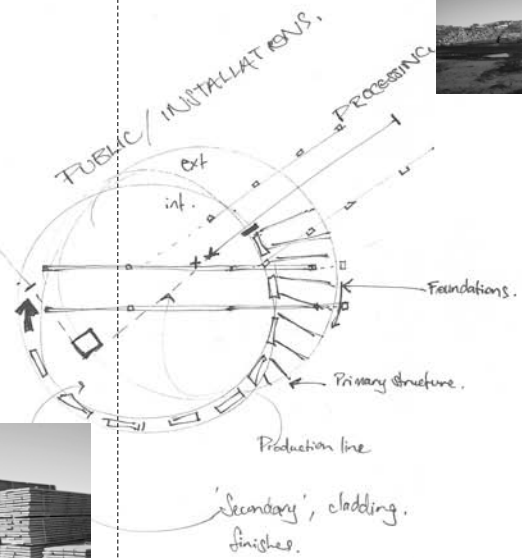 PUBLIC/INSTALLATIONS.
PROCESSING.
ext
int.
Foundations.
Primary structure.
Production line
'Secondary', cladding.
finishes.